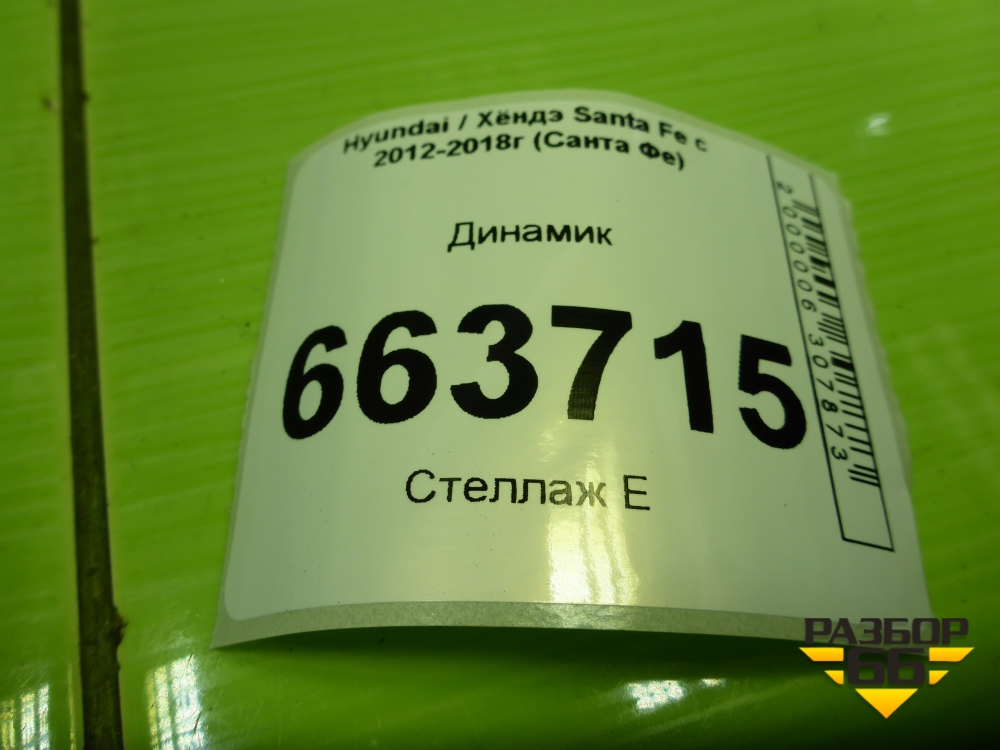 Hyundai / Хёндэ Santa Fe с
2012-2018г (Санта Фе)
Динамик
663715
Стеллаж Е
2000006307873
РАЗБОР
66